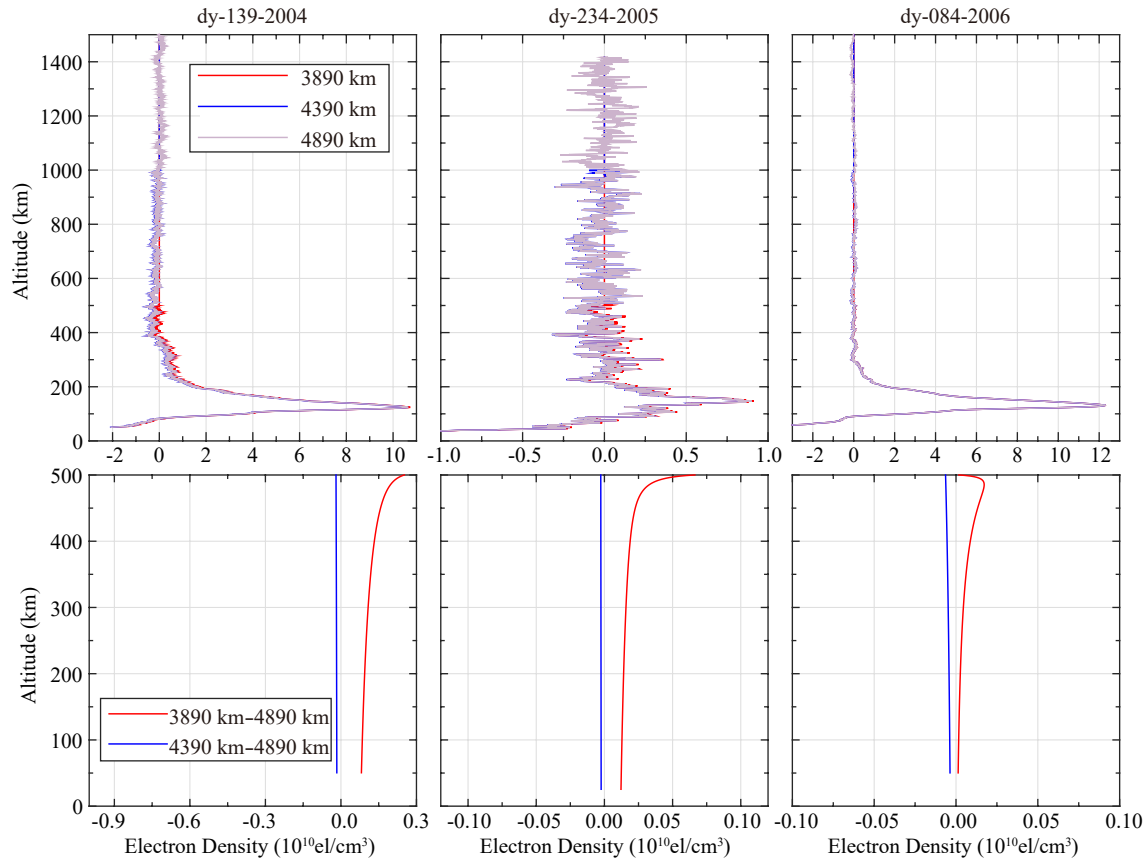 dy-139-2004 dy-234-2005 dy-084-2006
1400
1200
1000
800
600
400
200
0
Altitude (km)
3890 km
4390 km
4890 km
-2 0 2 4 6 8 10
-1.0 -0.5 0.0 0.5 1.0
-2 0 2 4 6 8 10 12
500
400
300
200
100
0
Altitude (km)
3890 km–4890 km
4390 km–4890 km
-0.9 -0.6 -0.3 0.0 0.3
-0.10 -0.05 0.00 0.05 0.10
-0.10 -0.05 0.00 0.05 0.10
Electron Density (10¹⁰el/cm³) Electron Density (10¹⁰el/cm³) Electron Density (10¹⁰el/cm³)